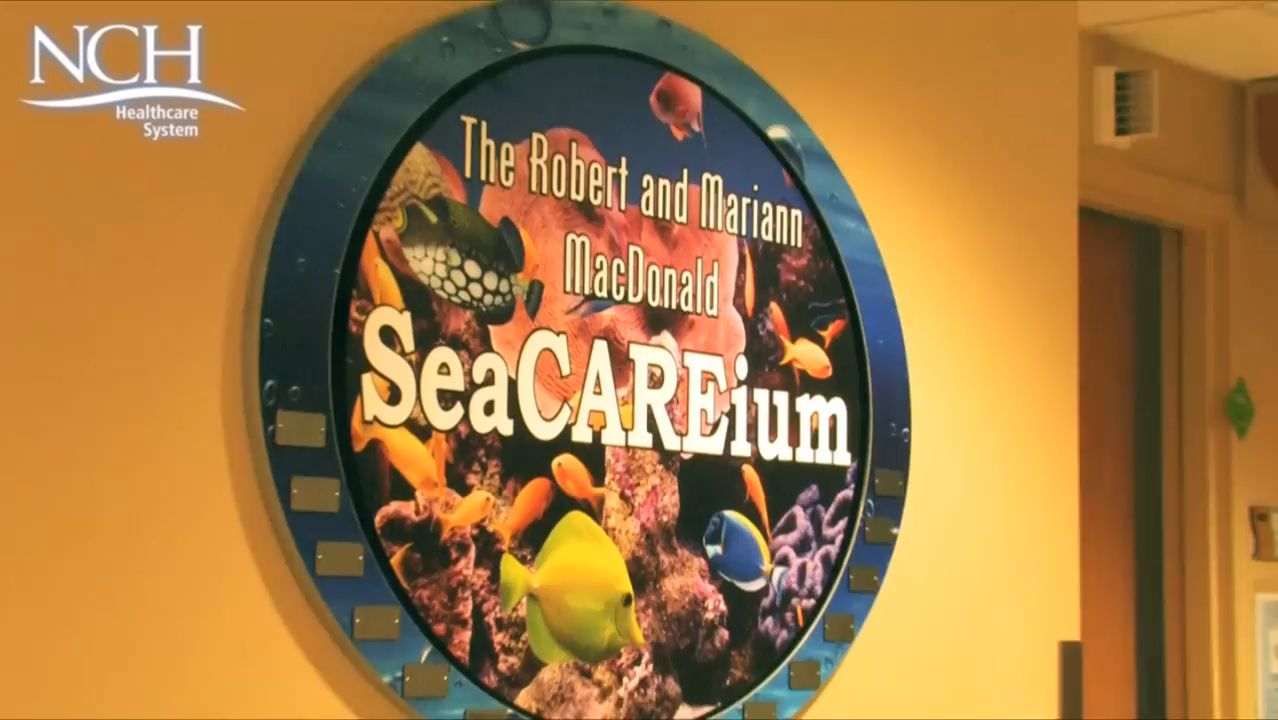 NCH
Healthcare
System
The Robert and Mariann
MacDonald
SeaCAREium